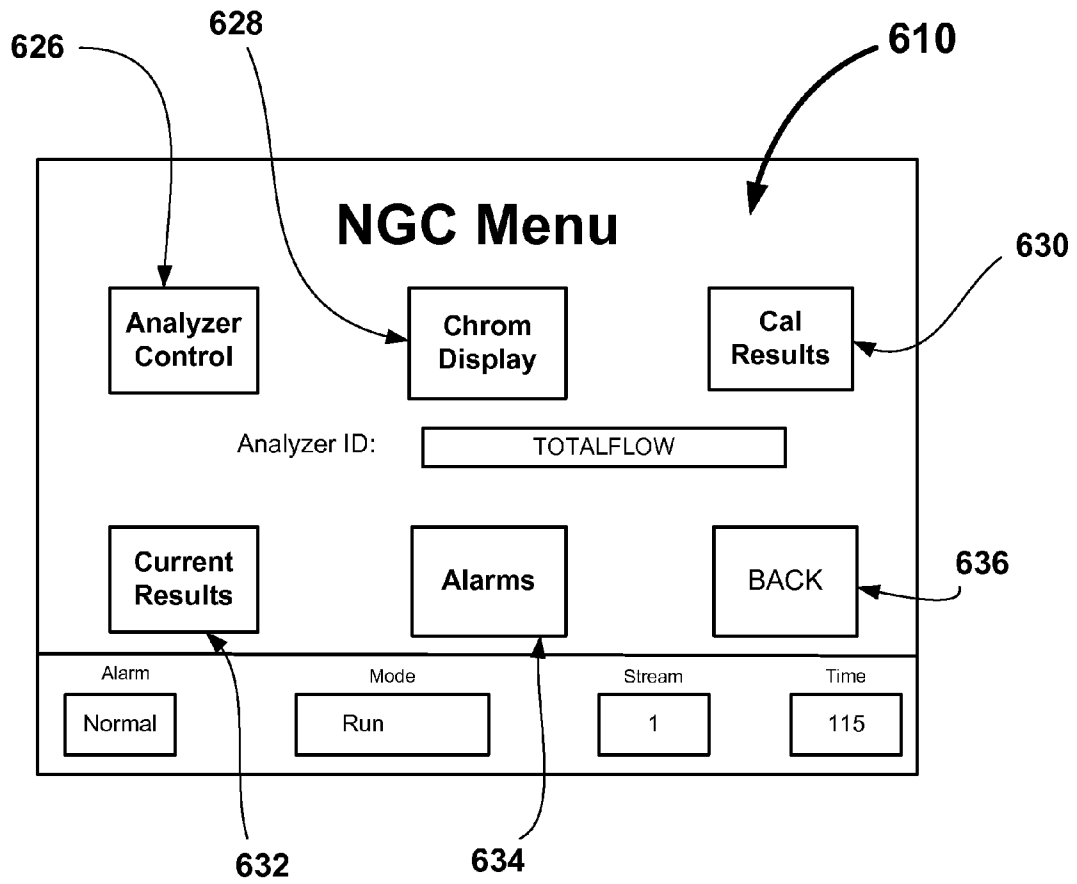 628
626
610
NGC Menu
630
Analyzer
Control
Chrom
Display
Cal
Results
Analyzer ID:
TOTALFLOW
Current
Results
Alarms
BACK
636
Alarm
Mode
Stream
Time
Normal
Run
1
115
632
634